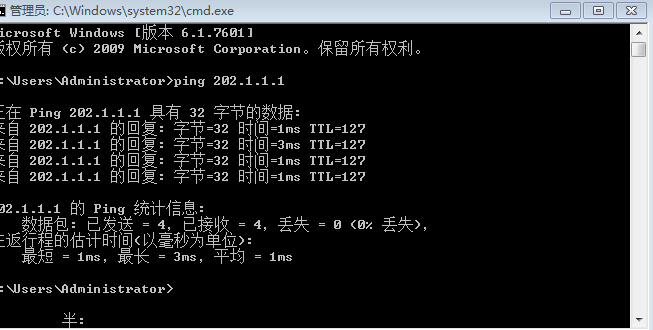 管理员: C:\Windows\system32\cmd.exe
icrosoft Windows [版本 6.1.7601]
版权所有 (c) 2009 Microsoft Corporation。保留所有权利。
:\Users\Administrator>ping 202.1.1.1
正在 Ping 202.1.1.1 具有 32 字节的数据:
来自 202.1.1.1 的回复: 字节=32 时间=1ms TTL=127
来自 202.1.1.1 的回复: 字节=32 时间=3ms TTL=127
来自 202.1.1.1 的回复: 字节=32 时间=1ms TTL=127
来自 202.1.1.1 的回复: 字节=32 时间=1ms TTL=127
02.1.1.1 的 Ping 统计信息:
数据包: 已发送 = 4, 已接收 = 4, 丢失 = 0 (0% 丢失),
往返行程的估计时间(以毫秒为单位):
最短 = 1ms, 最长 = 3ms, 平均 = 1ms
:\Users\Administrator>
半: